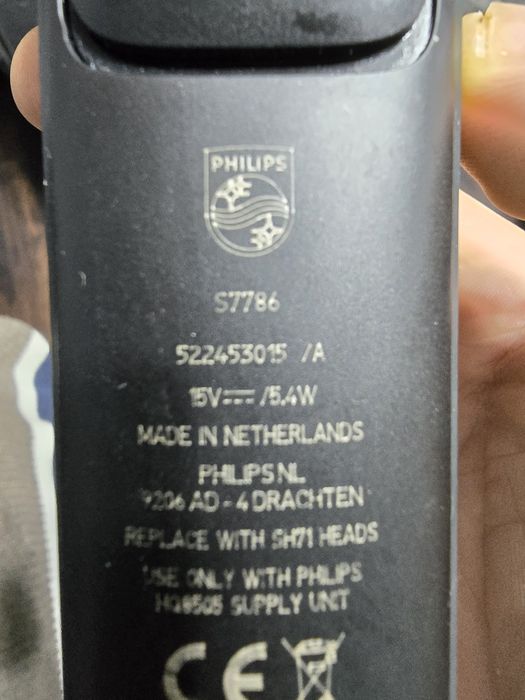 PHILIPS
S7786
522453015 /A
15V⎓/5.4W
MADE IN NETHERLANDS
PHILIPS NL
9206 AD - 4 DRACHTEN
REPLACE WITH SH71 HEADS
USE ONLY WITH PHILIPS
HQ8505 SUPPLY UNIT
CE